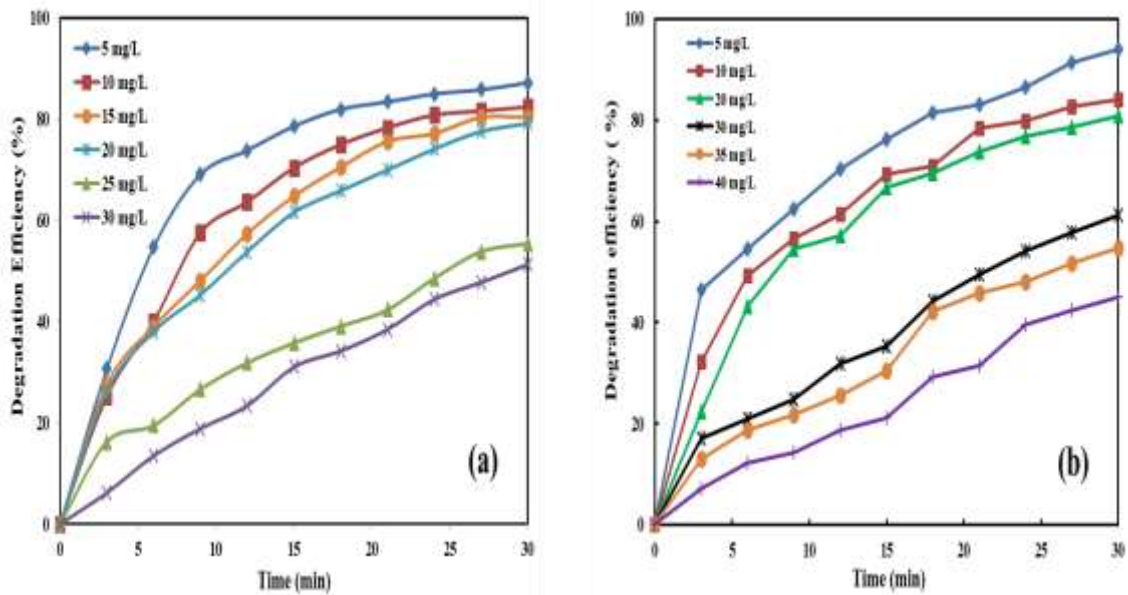 100
80
60
40
20
0
Degradation Efficiency (%)
5 mg/L
10 mg/L
15 mg/L
20 mg/L
25 mg/L
30 mg/L
(a)
0 5 10 15 20 25 30
Time (min)
100
80
60
40
20
0
Degradation efficiency ( %)
5 mg/L
10 mg/L
20 mg/L
30 mg/L
35 mg/L
40 mg/L
(b)
0 5 10 15 20 25 30
Time (min)